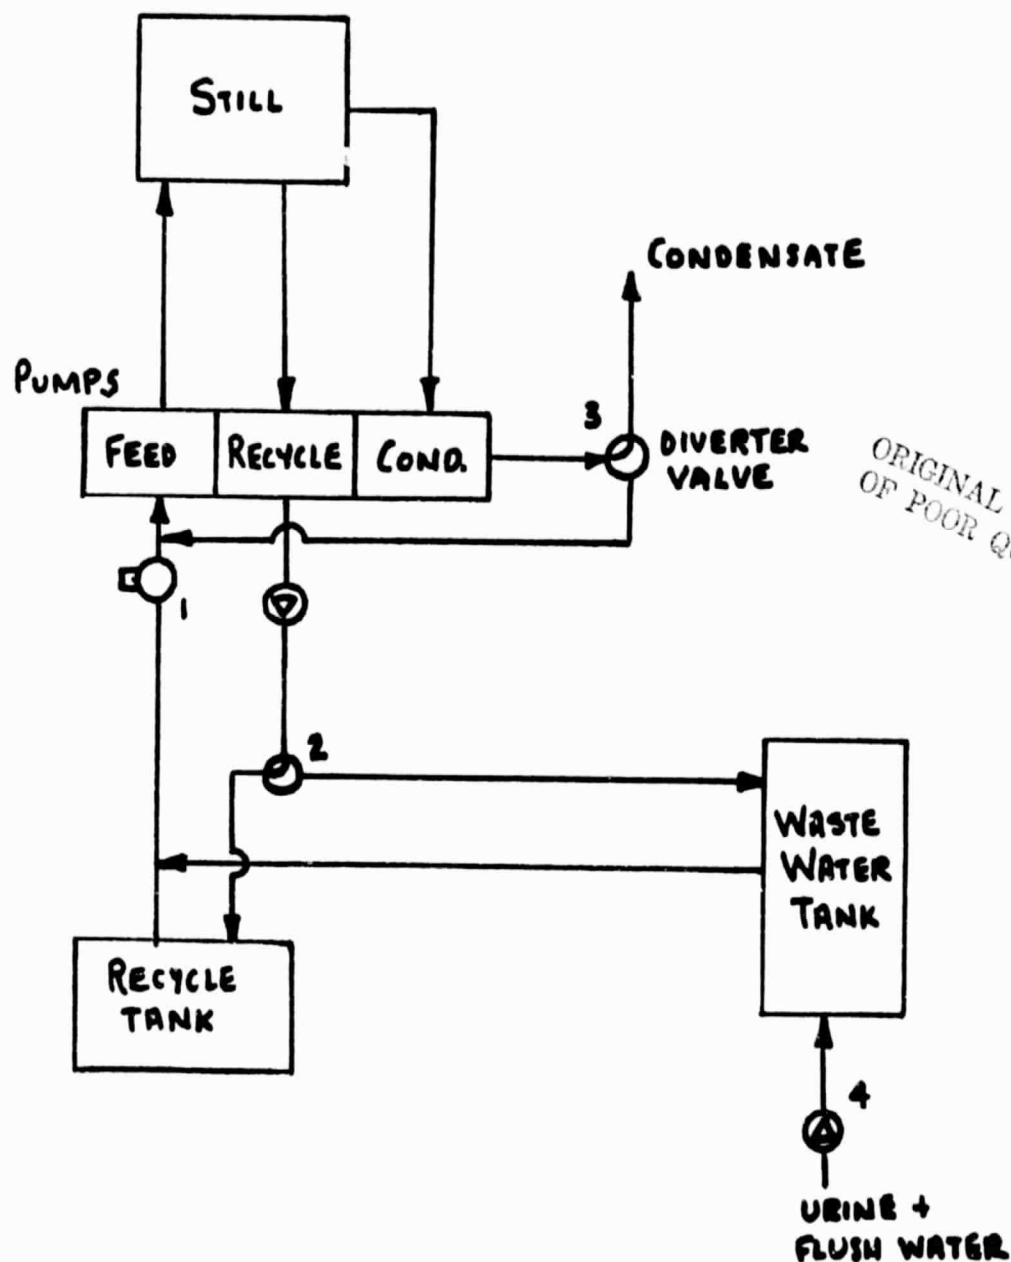 STILL
CONDENSATE
PUMPS
FEED
RECYCLE
COND.
3
DIVERTER
VALVE
ORIGINAL
OF POOR
1
2
WASTE
WATER
TANK
RECYCLE
TANK
4
URINE +
FLUSH WATER